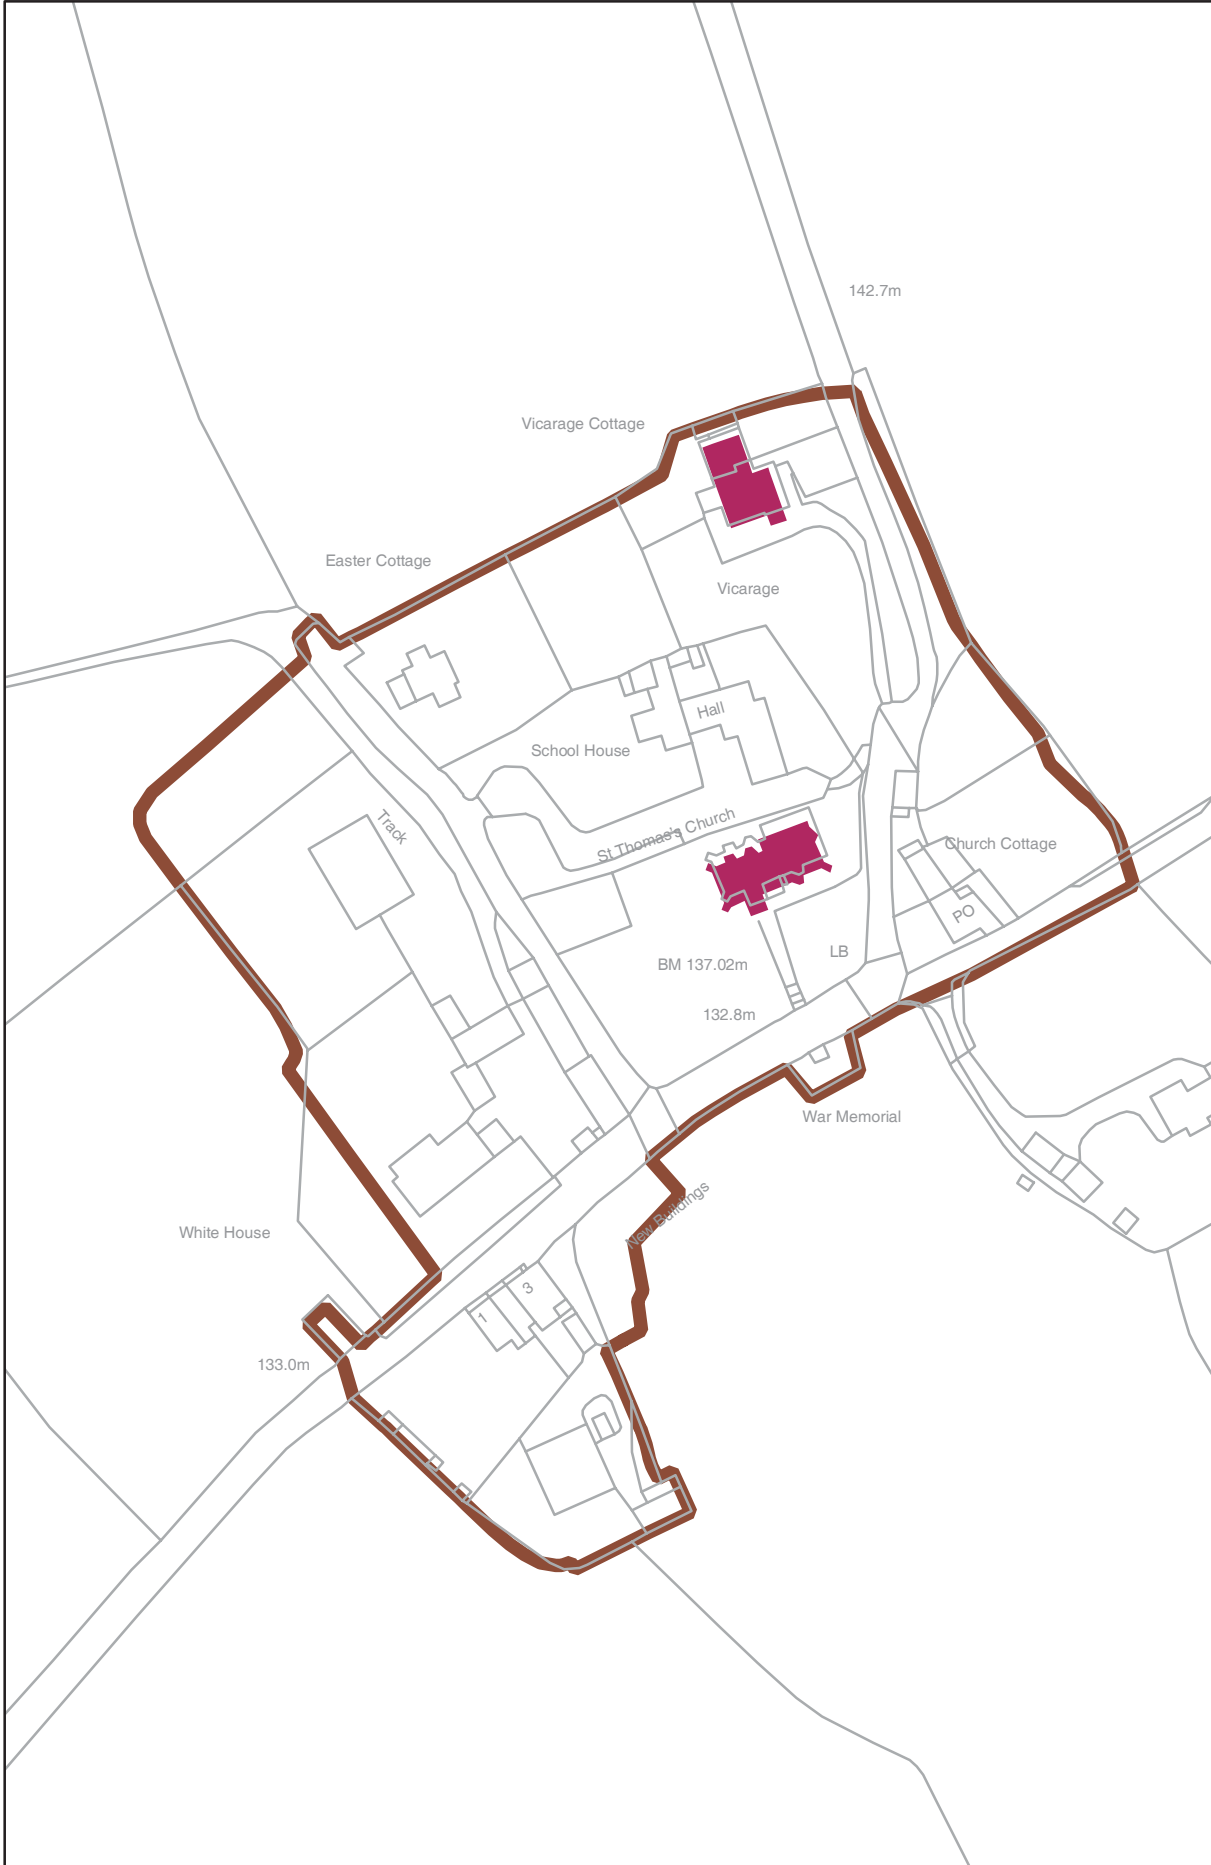 142.7m
Vicarage Cottage
Easter Cottage
Vicarage
Hall
School House
Track
St Thomas's Church
Church Cottage
PO
LB
BM 137.02m
132.8m
War Memorial
New Buildings
White House
3
1
133.0m